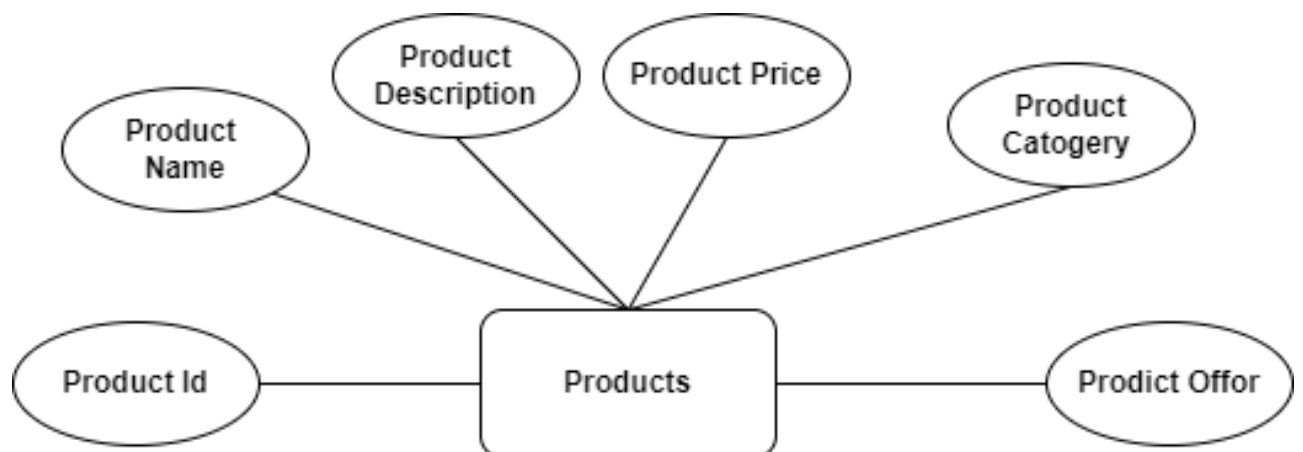 Product
Description
Product Price
Product
Catogery
Product
Name
Product Id
Products
Prodict Offor